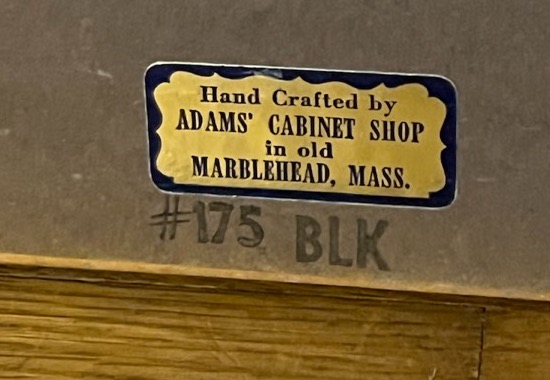 Hand Crafted by
ADAMS' CABINET SHOP
in old
MARBLEHEAD, MASS.
#175 BLK